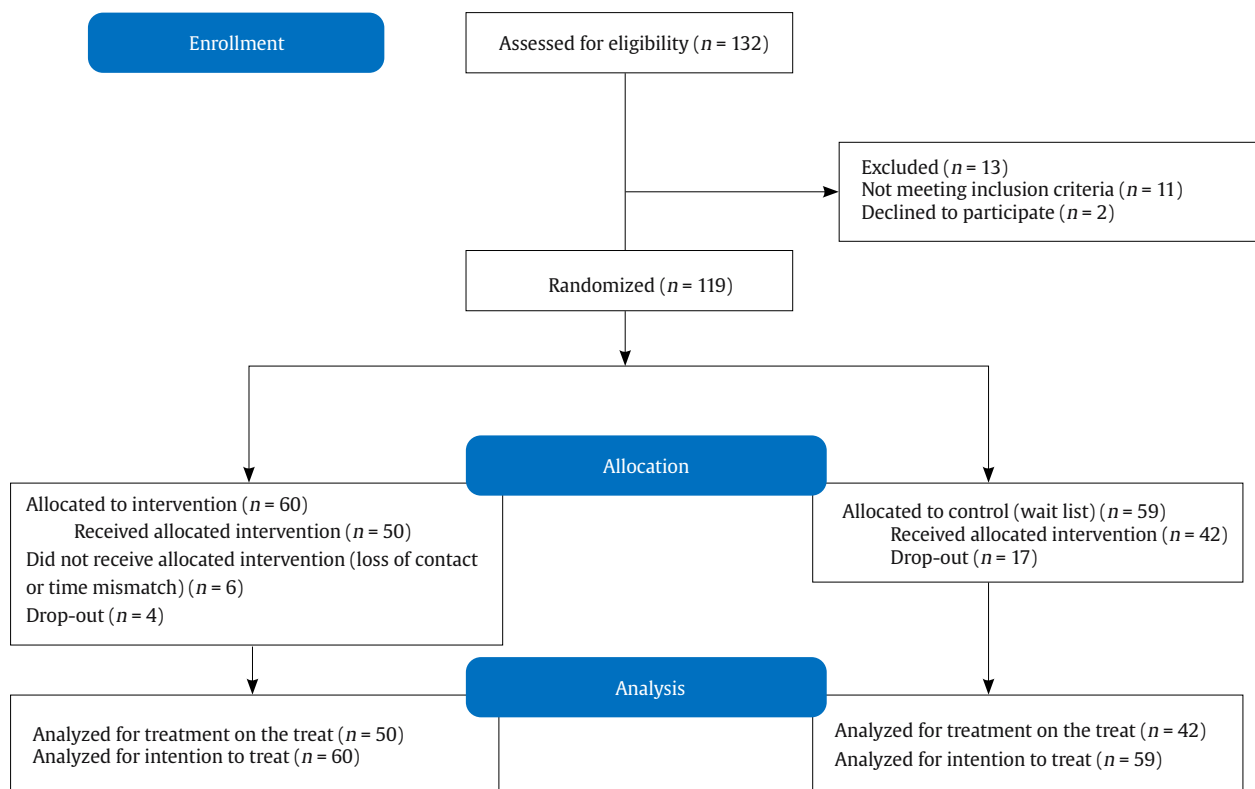 Enrollment
Assessed for eligibility (n = 132)
Excluded (n = 13)
Not meeting inclusion criteria (n = 11)
Declined to participate (n = 2)
Randomized (n = 119)
Allocation
Allocated to intervention (n = 60)
Received allocated intervention (n = 50)
Did not receive allocated intervention (loss of contact
or time mismatch) (n = 6)
Drop-out (n = 4)
Allocated to control (wait list) (n = 59)
Received allocated intervention (n = 42)
Drop-out (n = 17)
Analysis
Analyzed for treatment on the treat (n = 50)
Analyzed for intention to treat (n = 60)
Analyzed for treatment on the treat (n = 42)
Analyzed for intention to treat (n = 59)